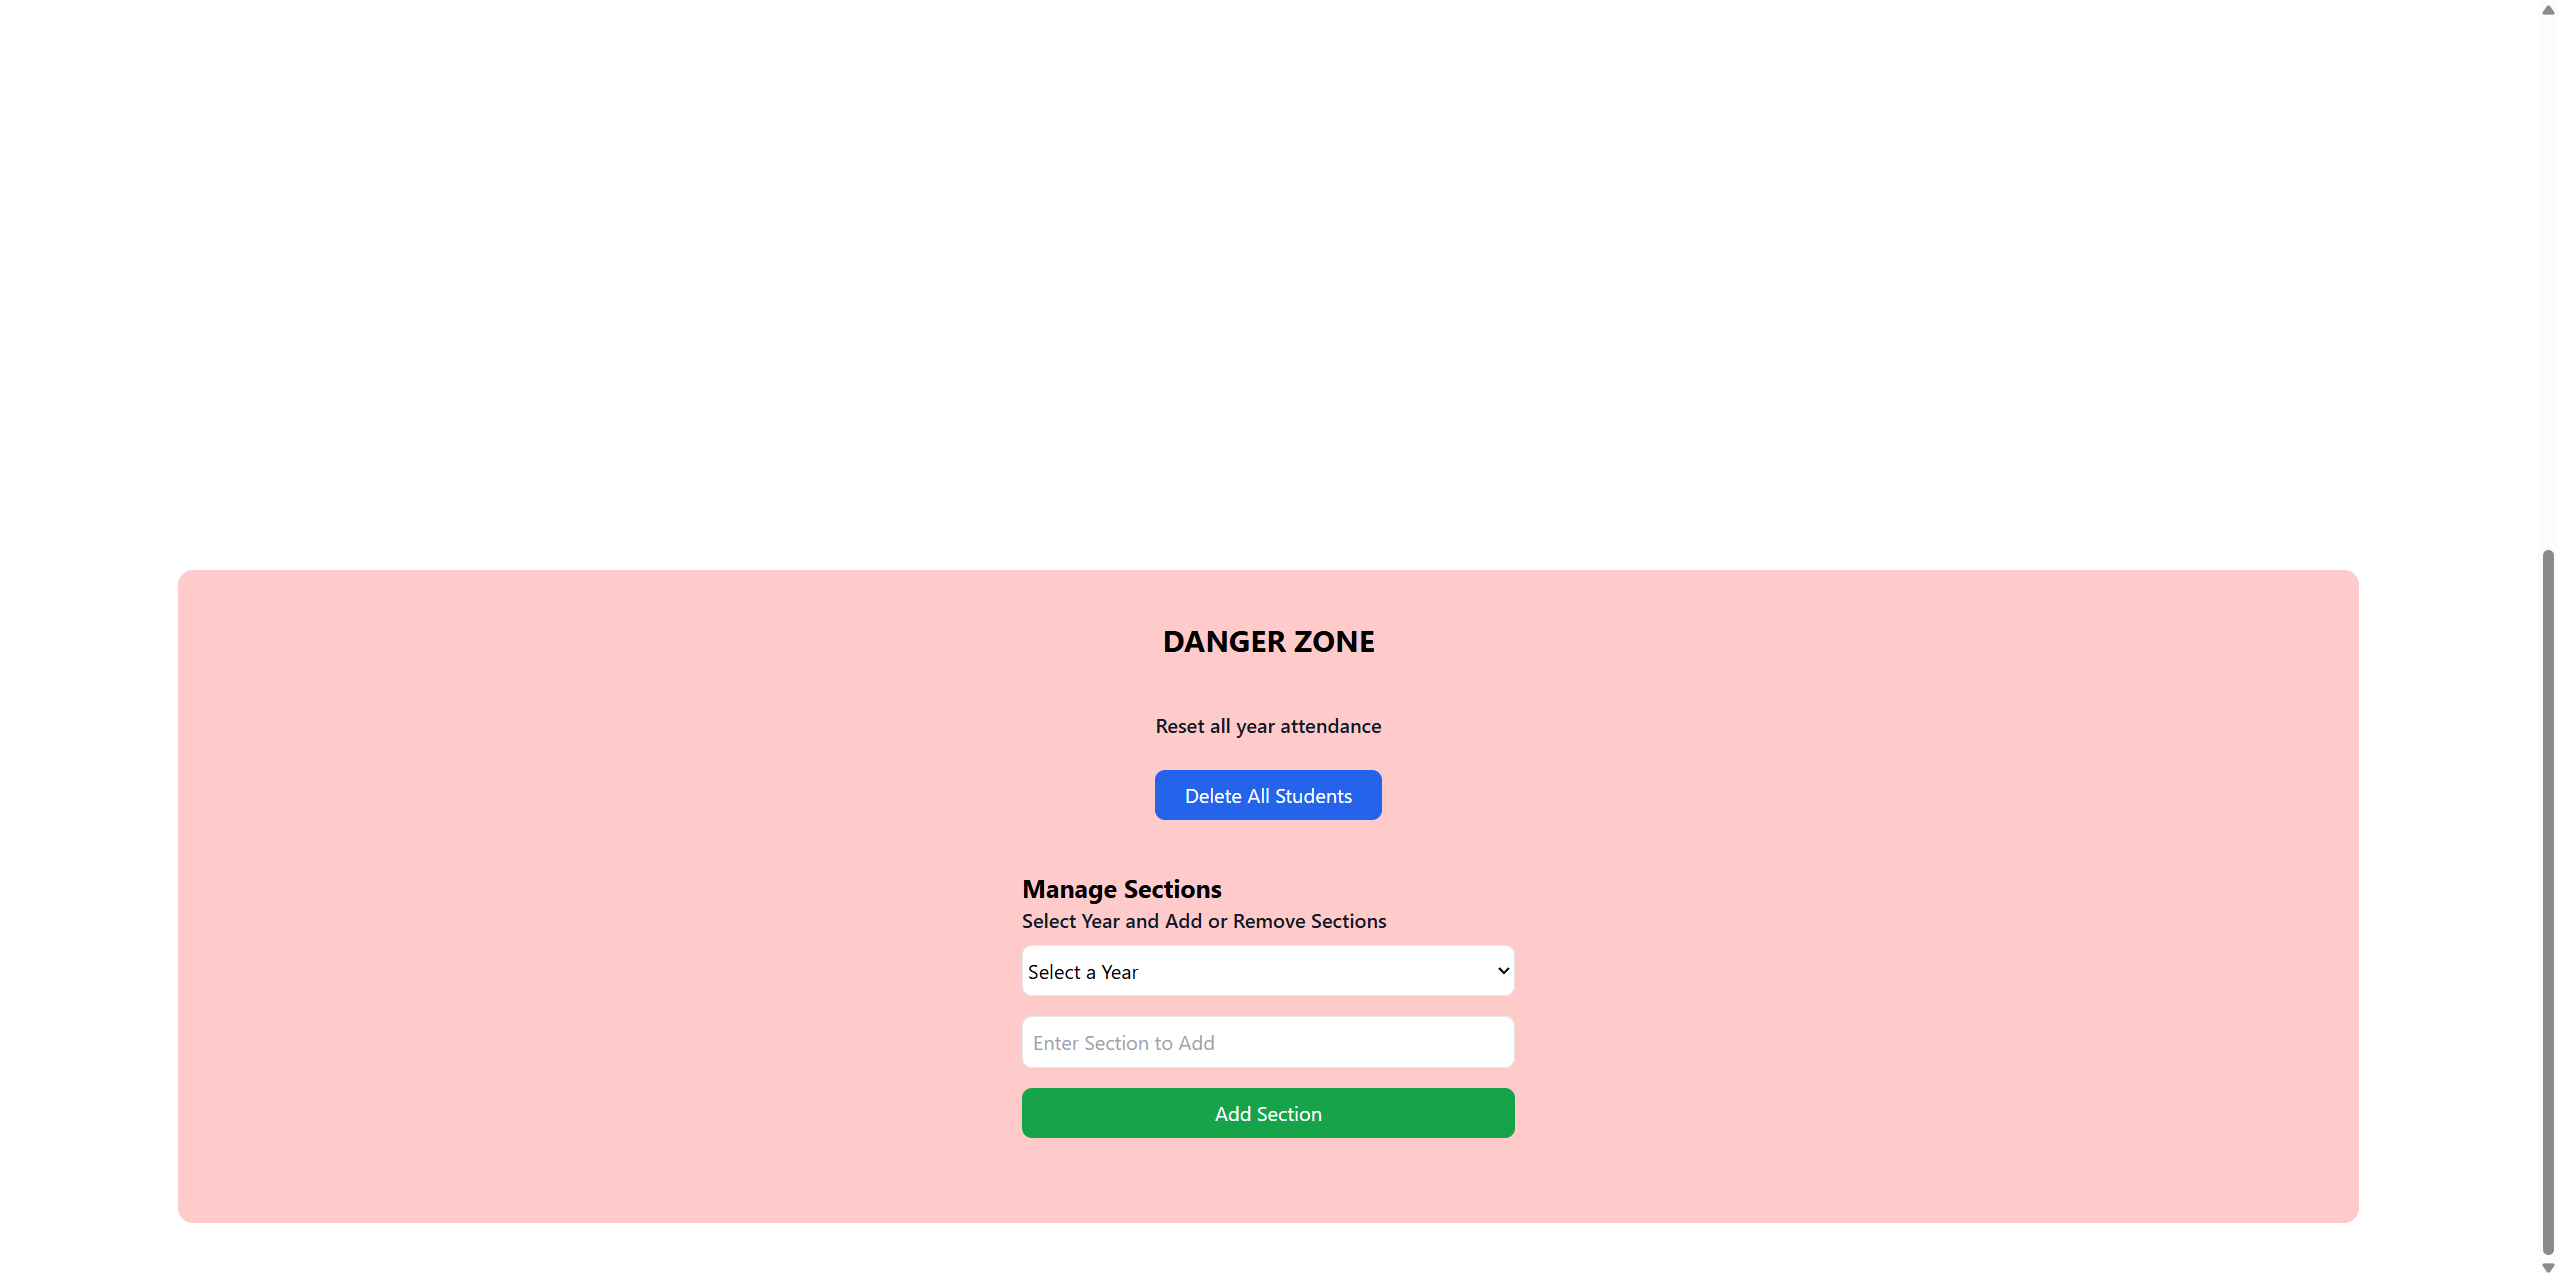 DANGER ZONE
Reset all year attendance
Delete All Students
Manage Sections
Select Year and Add or Remove Sections
Select a Year
Enter Section to Add
Add Section